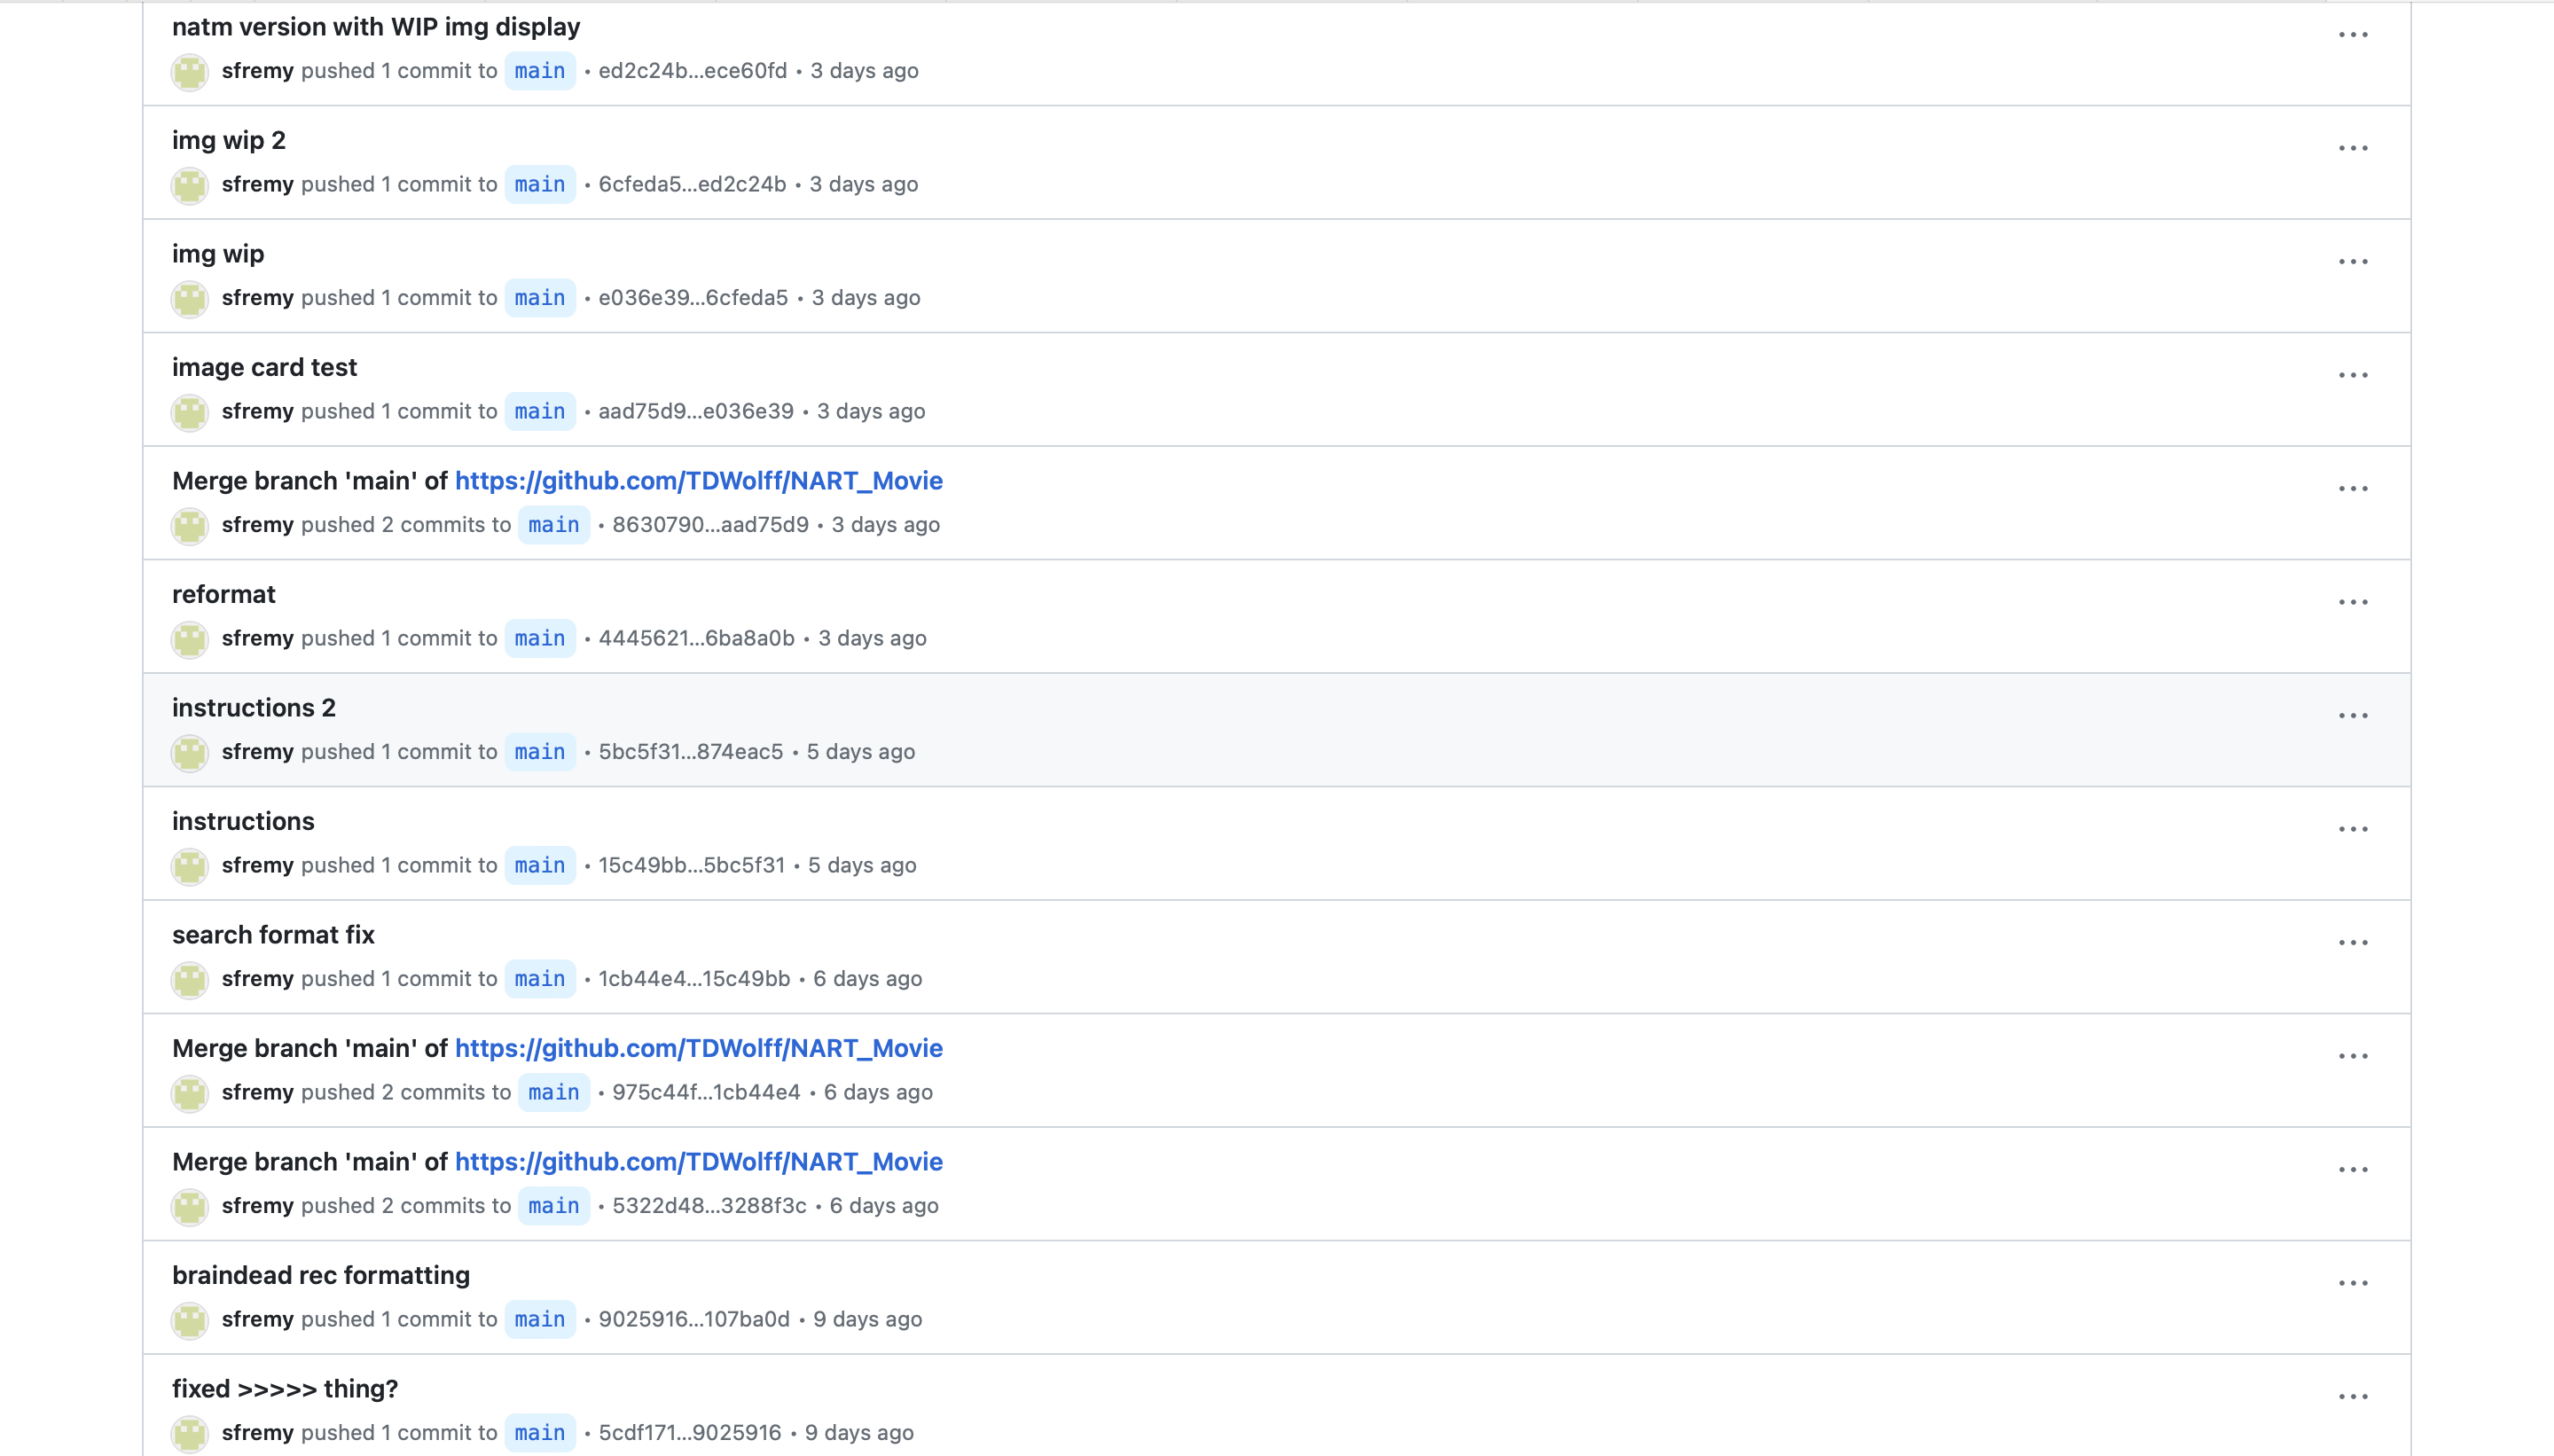 natm version with WIP img display
sfremy pushed 1 commit to main • ed2c24b...ece60fd • 3 days ago
img wip 2
sfremy pushed 1 commit to main • 6cfeda5...ed2c24b • 3 days ago
img wip
sfremy pushed 1 commit to main • e036e39...6cfeda5 • 3 days ago
image card test
sfremy pushed 1 commit to main • aad75d9...e036e39 • 3 days ago
Merge branch 'main' of https://github.com/TDWolff/NART_Movie
sfremy pushed 2 commits to main • 8630790...aad75d9 • 3 days ago
reformat
sfremy pushed 1 commit to main • 4445621...6ba8a0b • 3 days ago
instructions 2
sfremy pushed 1 commit to main • 5bc5f31...874eac5 • 5 days ago
instructions
sfremy pushed 1 commit to main • 15c49bb...5bc5f31 • 5 days ago
search format fix
sfremy pushed 1 commit to main • 1cb44e4...15c49bb • 6 days ago
Merge branch 'main' of https://github.com/TDWolff/NART_Movie
sfremy pushed 2 commits to main • 975c44f...1cb44e4 • 6 days ago
Merge branch 'main' of https://github.com/TDWolff/NART_Movie
sfremy pushed 2 commits to main • 5322d48...3288f3c • 6 days ago
braindead rec formatting
sfremy pushed 1 commit to main • 9025916...107ba0d • 9 days ago
fixed >>>>> thing?
sfremy pushed 1 commit to main • 5cdf171...9025916 • 9 days ago